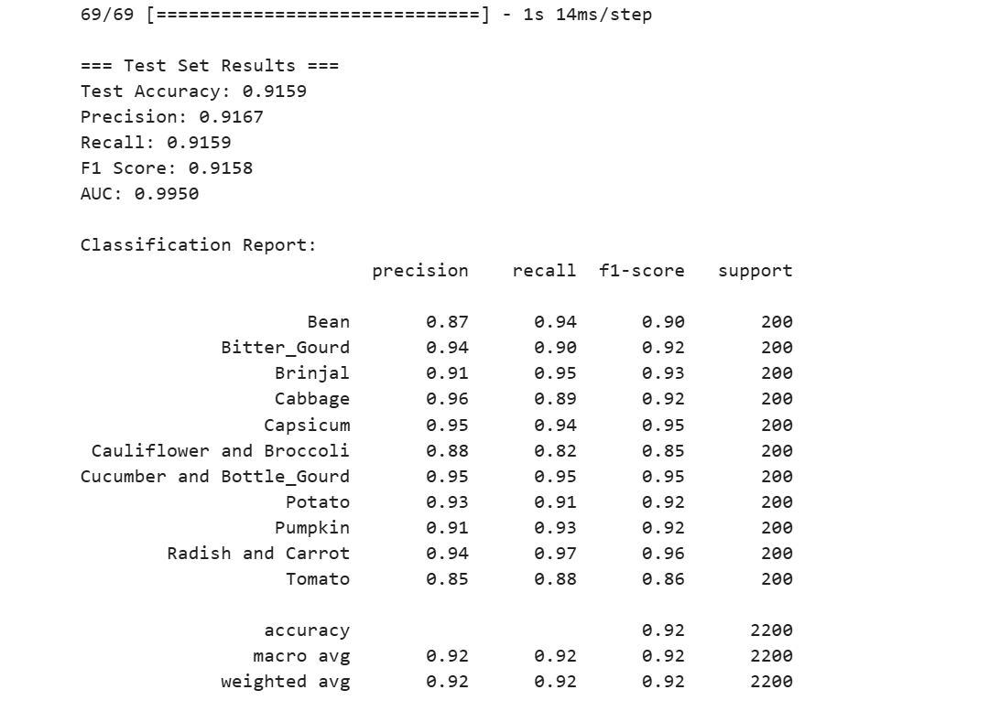 69/69 [==============================] - 1s 14ms/step
=== Test Set Results ===
Test Accuracy: 0.9159
Precision: 0.9167
Recall: 0.9159
F1 Score: 0.9158
AUC: 0.9950
Classification Report:
precision recall f1-score support
Bean 0.87 0.94 0.90 200
Bitter_Gourd 0.94 0.90 0.92 200
Brinjal 0.91 0.95 0.93 200
Cabbage 0.96 0.89 0.92 200
Capsicum 0.95 0.94 0.95 200
Cauliflower and Broccoli 0.88 0.82 0.85 200
Cucumber and Bottle_Gourd 0.95 0.95 0.95 200
Potato 0.93 0.91 0.92 200
Pumpkin 0.91 0.93 0.92 200
Radish and Carrot 0.94 0.97 0.96 200
Tomato 0.85 0.88 0.86 200
accuracy 0.92 2200
macro avg 0.92 0.92 0.92 2200
weighted avg 0.92 0.92 0.92 2200